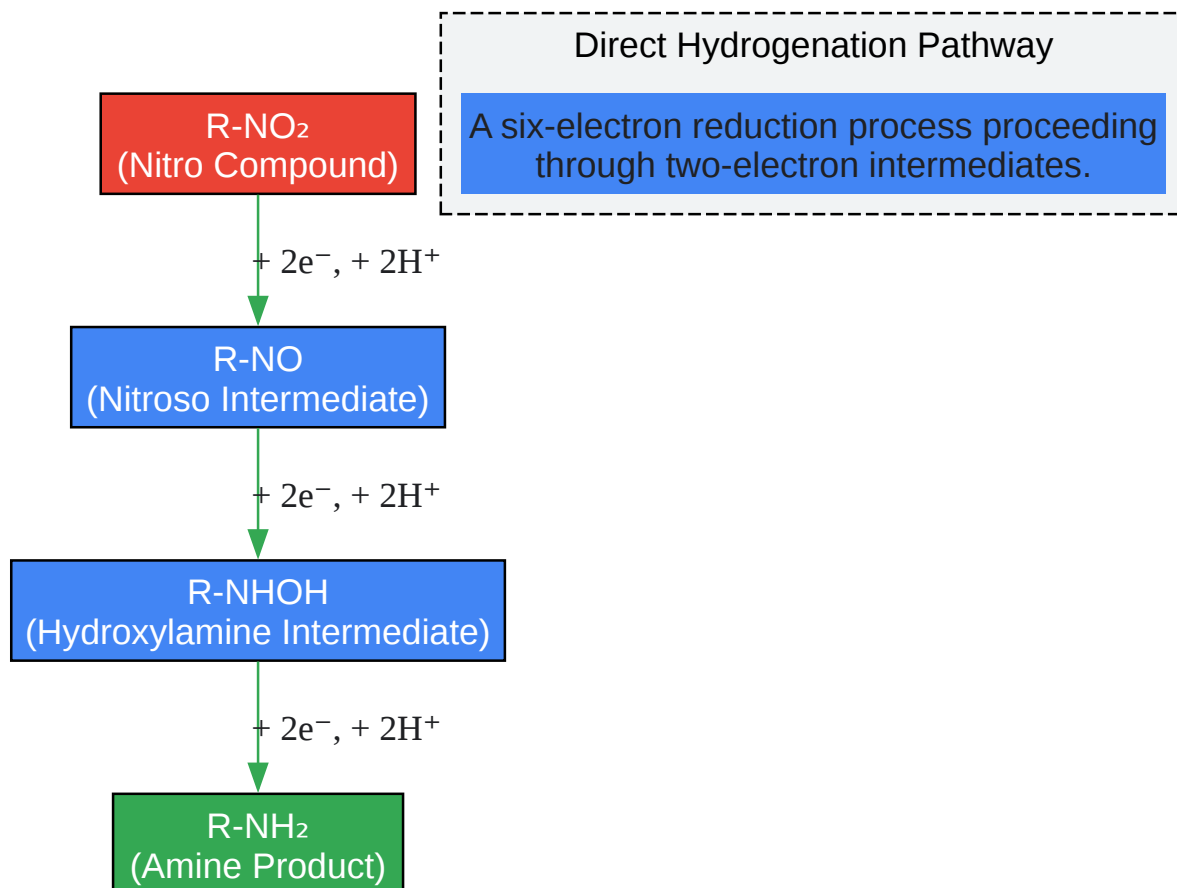 Direct Hydrogenation Pathway
A six-electron reduction process proceeding
through two-electron intermediates.
R-NO₂
(Nitro Compound)
+ 2e⁻, + 2H⁺
R-NO
(Nitroso Intermediate)
+ 2e⁻, + 2H⁺
R-NHOH
(Hydroxylamine Intermediate)
+ 2e⁻, + 2H⁺
R-NH₂
(Amine Product)